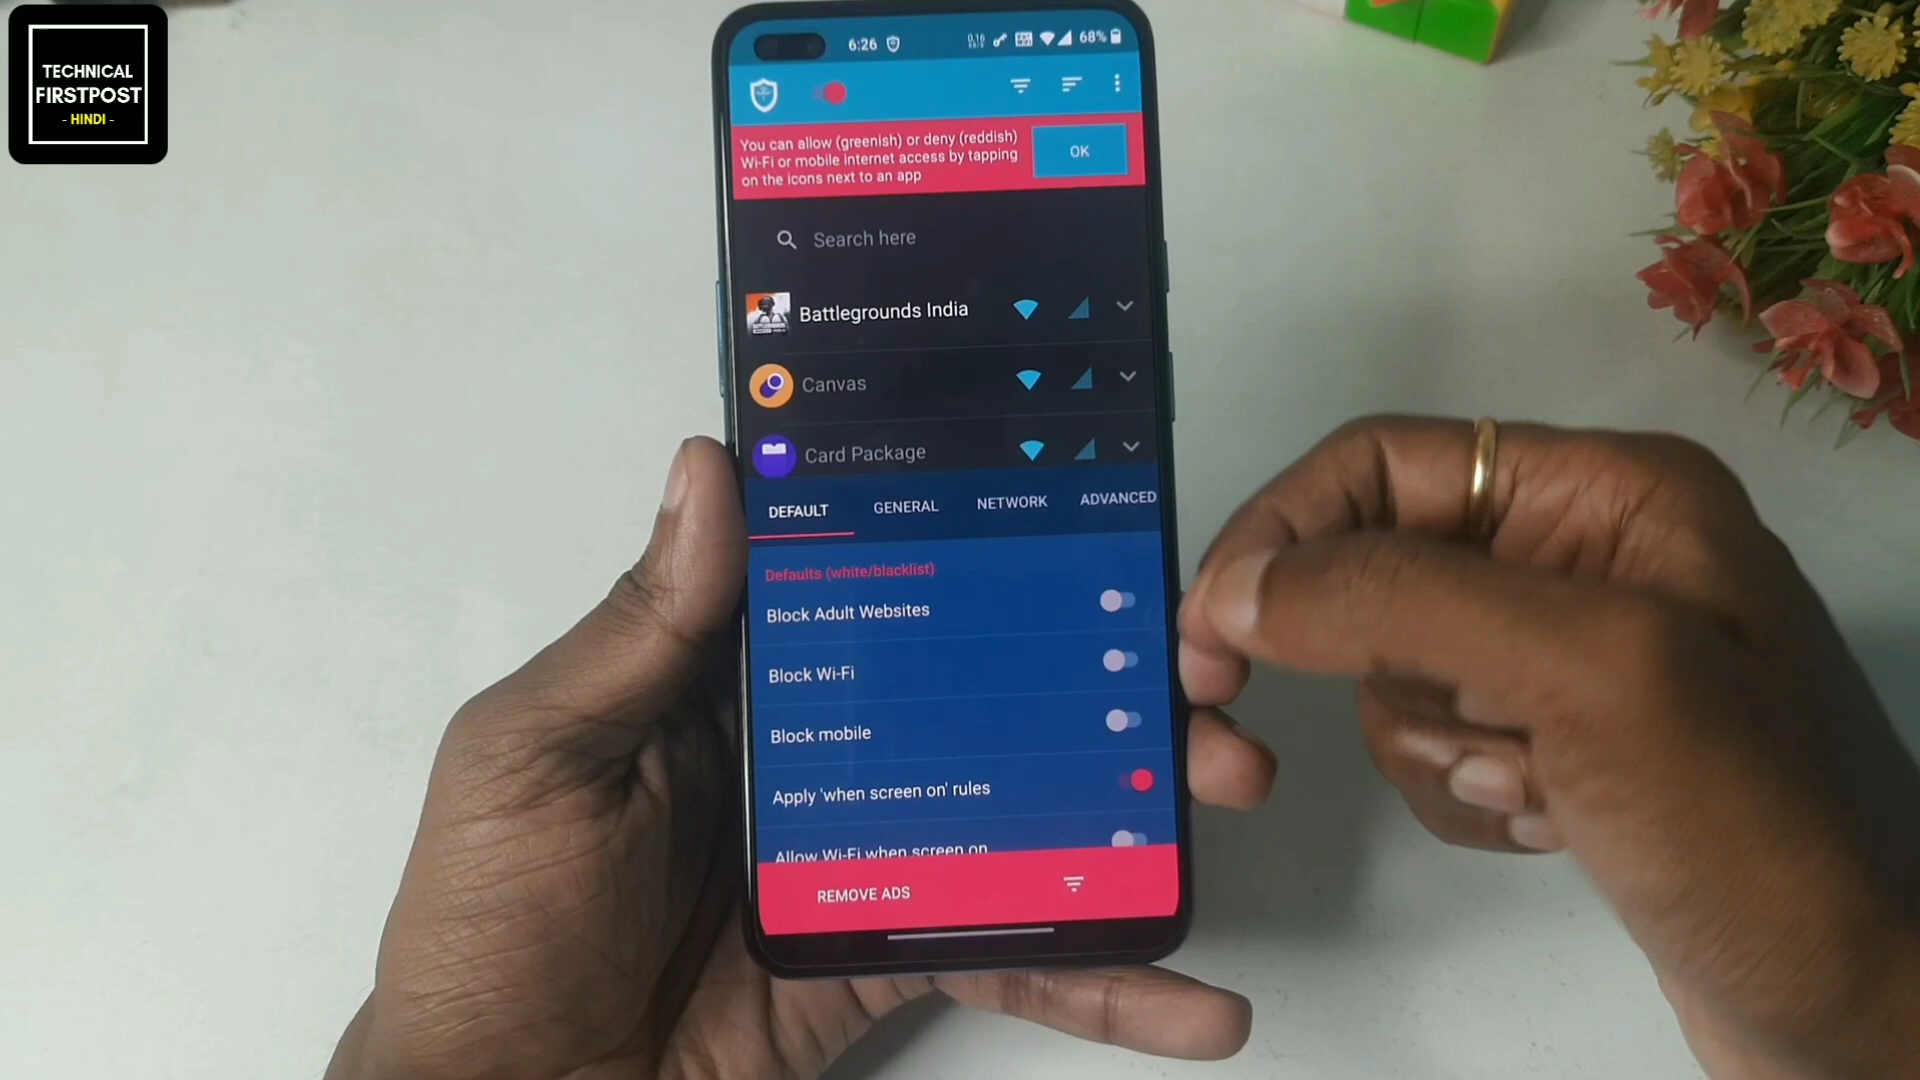 TECHNICAL
FIRSTPOST
- HINDI -
6:26
68%
You can allow (greenish) or deny (reddish)
Wi-Fi or mobile internet access by tapping
on the icons next to an app
OK
Search here
Battlegrounds India
Canvas
Card Package
DEFAULT GENERAL NETWORK ADVANCED
Defaults (white/blacklist)
Block Adult Websites
Block Wi-Fi
Block mobile
Apply 'when screen on' rules
Allow Wi-Fi when screen on
REMOVE ADS